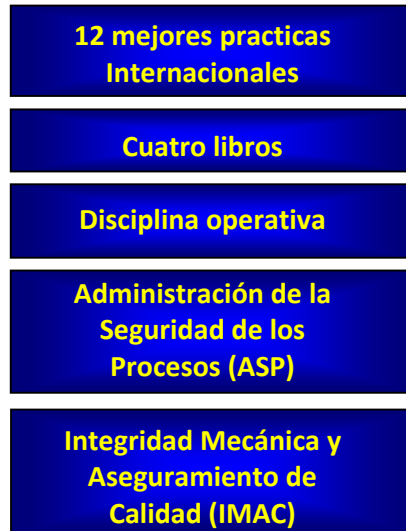 12 mejores practicas
Internacionales
Cuatro libros
Disciplina operativa
Administración de la
Seguridad de los
Procesos (ASP)
Integridad Mecánica y
Aseguramiento de
Calidad (IMAC)